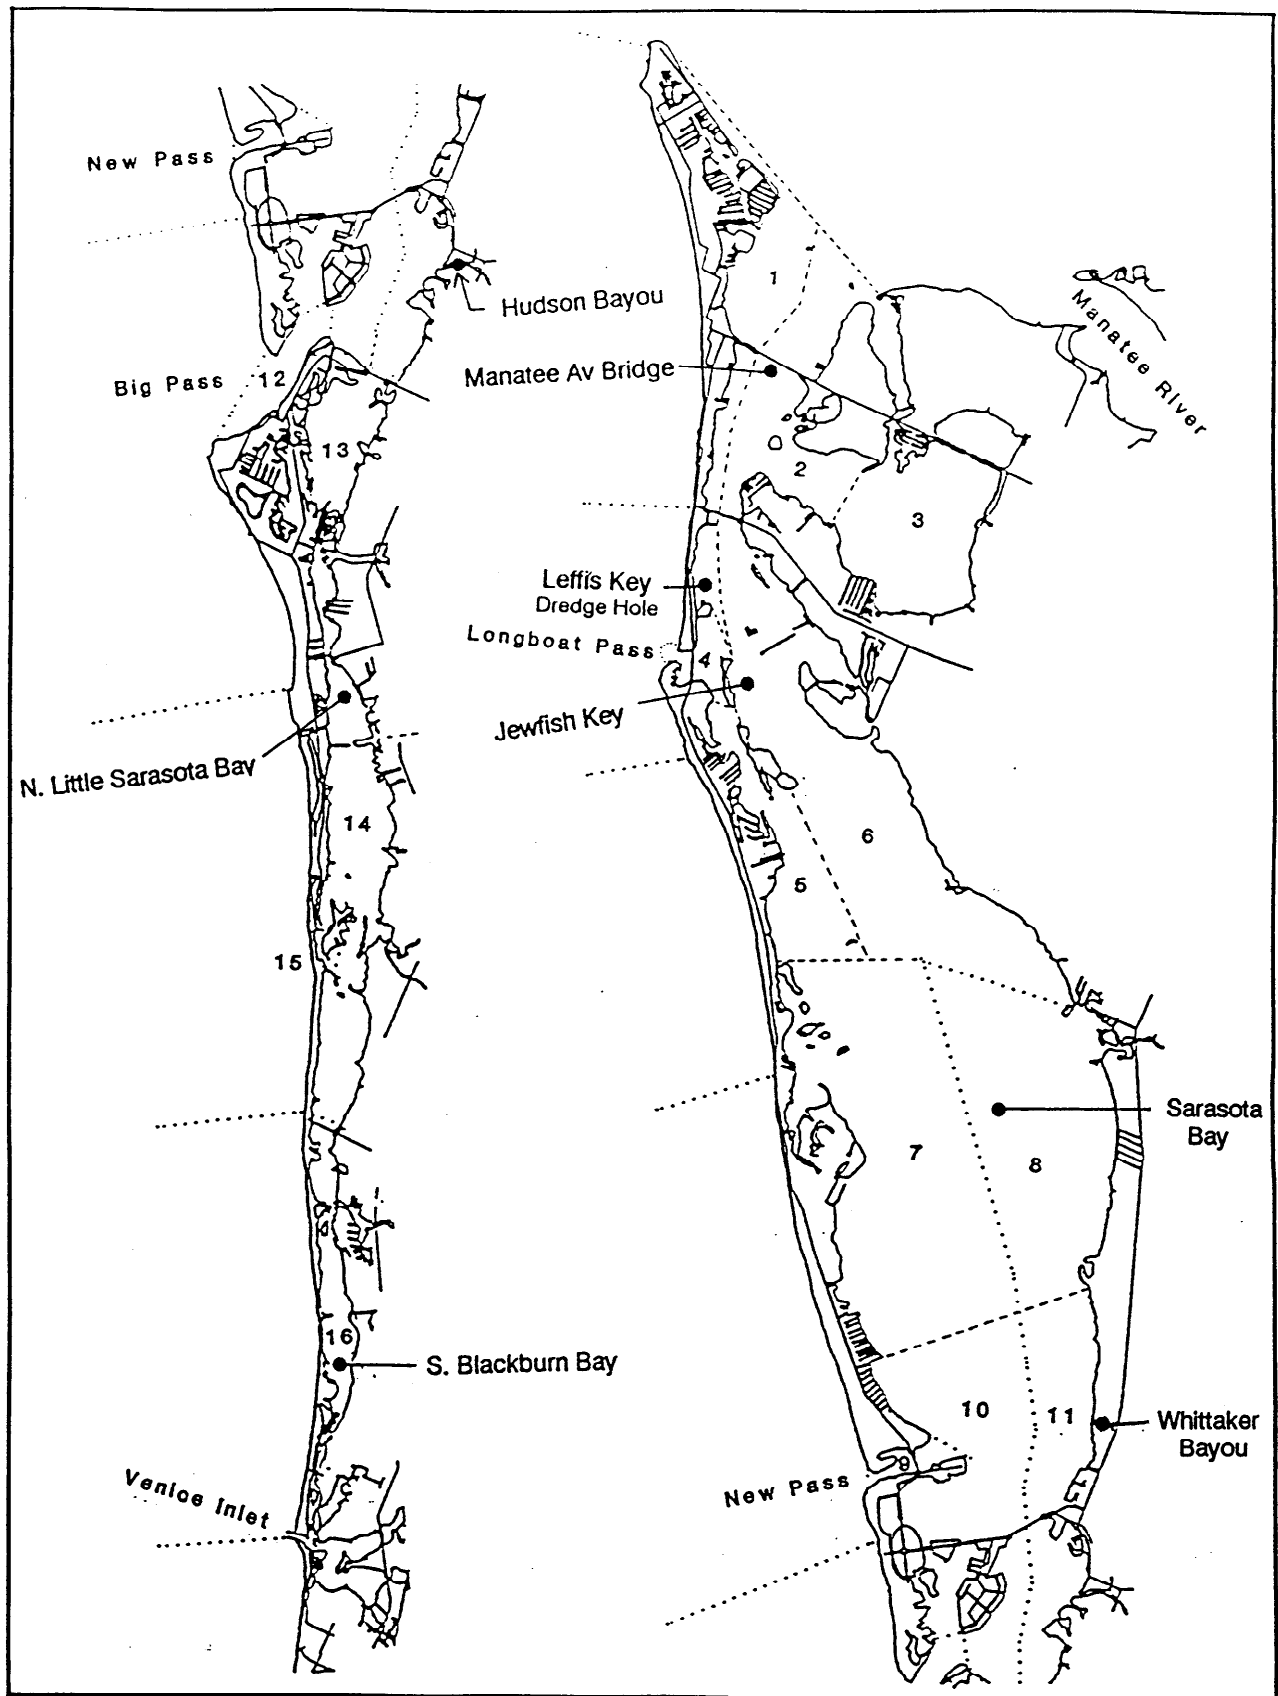 New Pass
Hudson Bayou
Big Pass
12
13
N. Little Sarasota Bay
14
15
16
S. Blackburn Bay
Venice Inlet
1
Manatee River
Manatee Av Bridge
2
3
Leffis Key
Dredge Hole
Longboat Pass
4
Jewfish Key
6
5
Sarasota
Bay
7
8
10
11
Whittaker
Bayou
9
New Pass